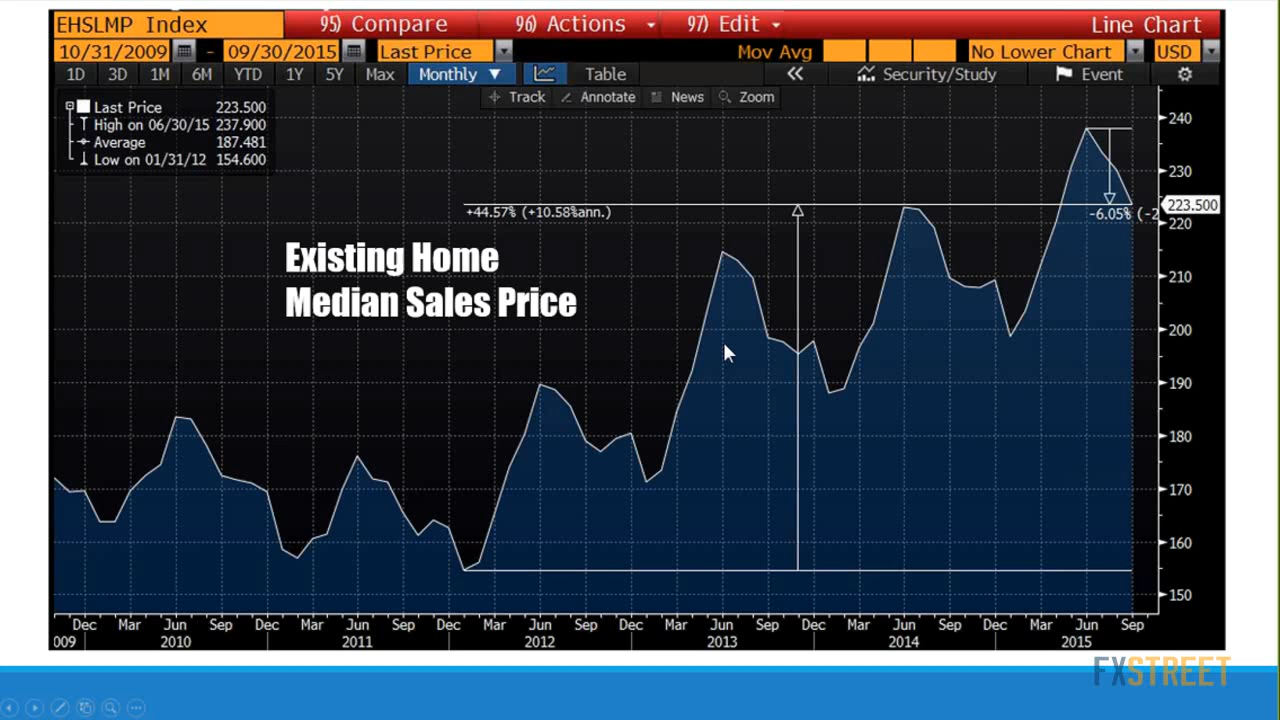 EHSLMP Index 95) Compare 96) Actions 97) Edit Line Chart
10/31/2009 - 09/30/2015 Last Price Mov Avg No Lower Chart USD
1D 3D 1M 6M YTD 1Y 5Y Max Monthly ▼ Table « Security/Study Event
Track Annotate News Zoom
Last Price 223.500
High on 06/30/15 237.900
Average 187.481
Low on 01/31/12 154.600
240
230
223.500
+44.57% (+10.58%ann.) -6.05% (-2
220
Existing Home
Median Sales Price
210
200
190
180
170
160
150
Dec Mar Jun Sep Dec Mar Jun Sep Dec Mar Jun Sep Dec Mar Jun Sep Dec Mar Jun Sep Dec Mar Jun Sep
009 2010 2011 2012 2013 2014 2015
FXSTREET